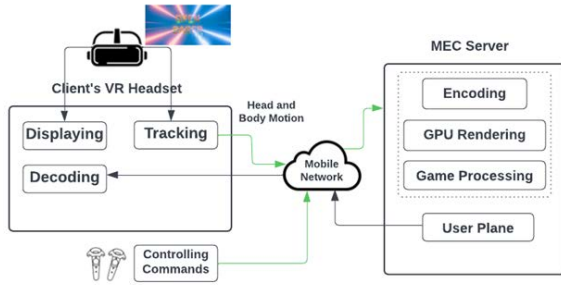 Client's VR Headset
Displaying
Tracking
Decoding
Head and
Body Motion
Mobile
Network
Controlling
Commands
MEC Server
Encoding
GPU Rendering
Game Processing
User Plane